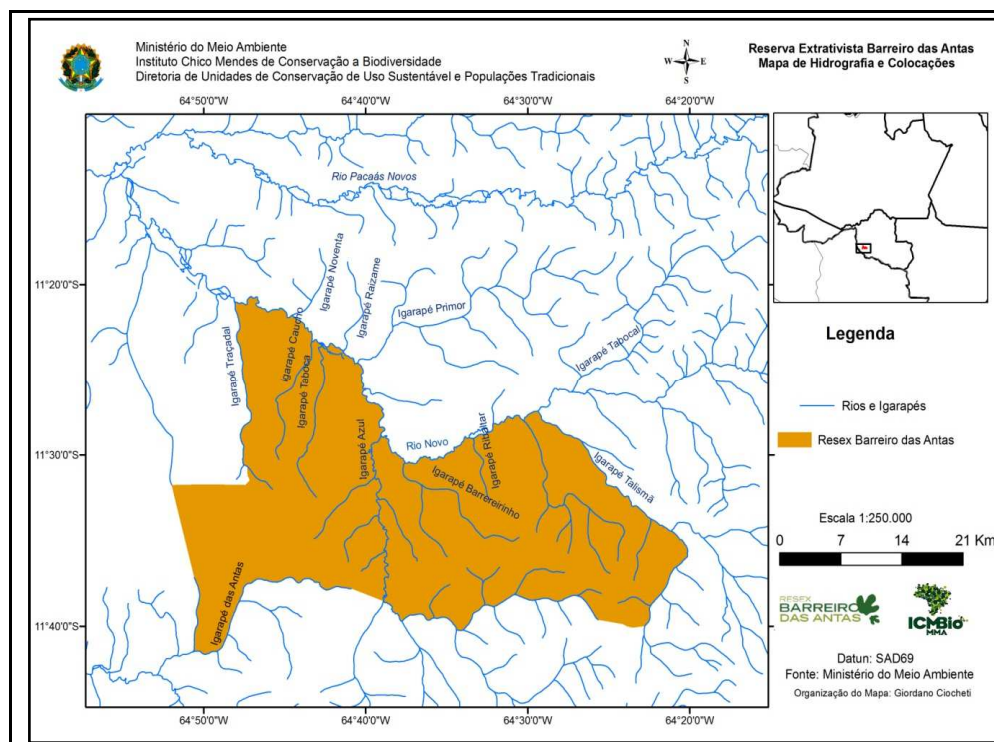 Ministério do Meio Ambiente
Instituto Chico Mendes de Conservação a Biodiversidade
Diretoria de Unidades de Conservação de Uso Sustentável e Populações Tradicionais
N
W E
S
Reserva Extrativista Barreiro das Antas
Mapa de Hidrografia e Colocações
64°50'0"W 64°40'0"W 64°30'0"W 64°20'0"W
Rio Pacaás Novos
11°20'0"S
11°30'0"S
11°40'0"S
Igarapé Noventa
Igarapé Raizame
Igarapé Primor
Igarapé Tabocal
Igarapé Traçadal
igarapé Caucho
Igarapé Taboca
Igarapé Azul
Rio Novo
Igarapé Barrereirinho
Igarapé Talismã
Igarapé das Antas
64°50'0"W 64°40'0"W 64°30'0"W 64°20'0"W
Legenda
Rios e Igarapés
Resex Barreiro das Antas
Escala 1:250.000
0 7 14 21 Km
RESEX
BARREIRO
DAS ANTAS
ICMBio
MMA
Datun: SAD69
Fonte: Ministério do Meio Ambiente
Organização do Mapa: Giordano Ciocheti